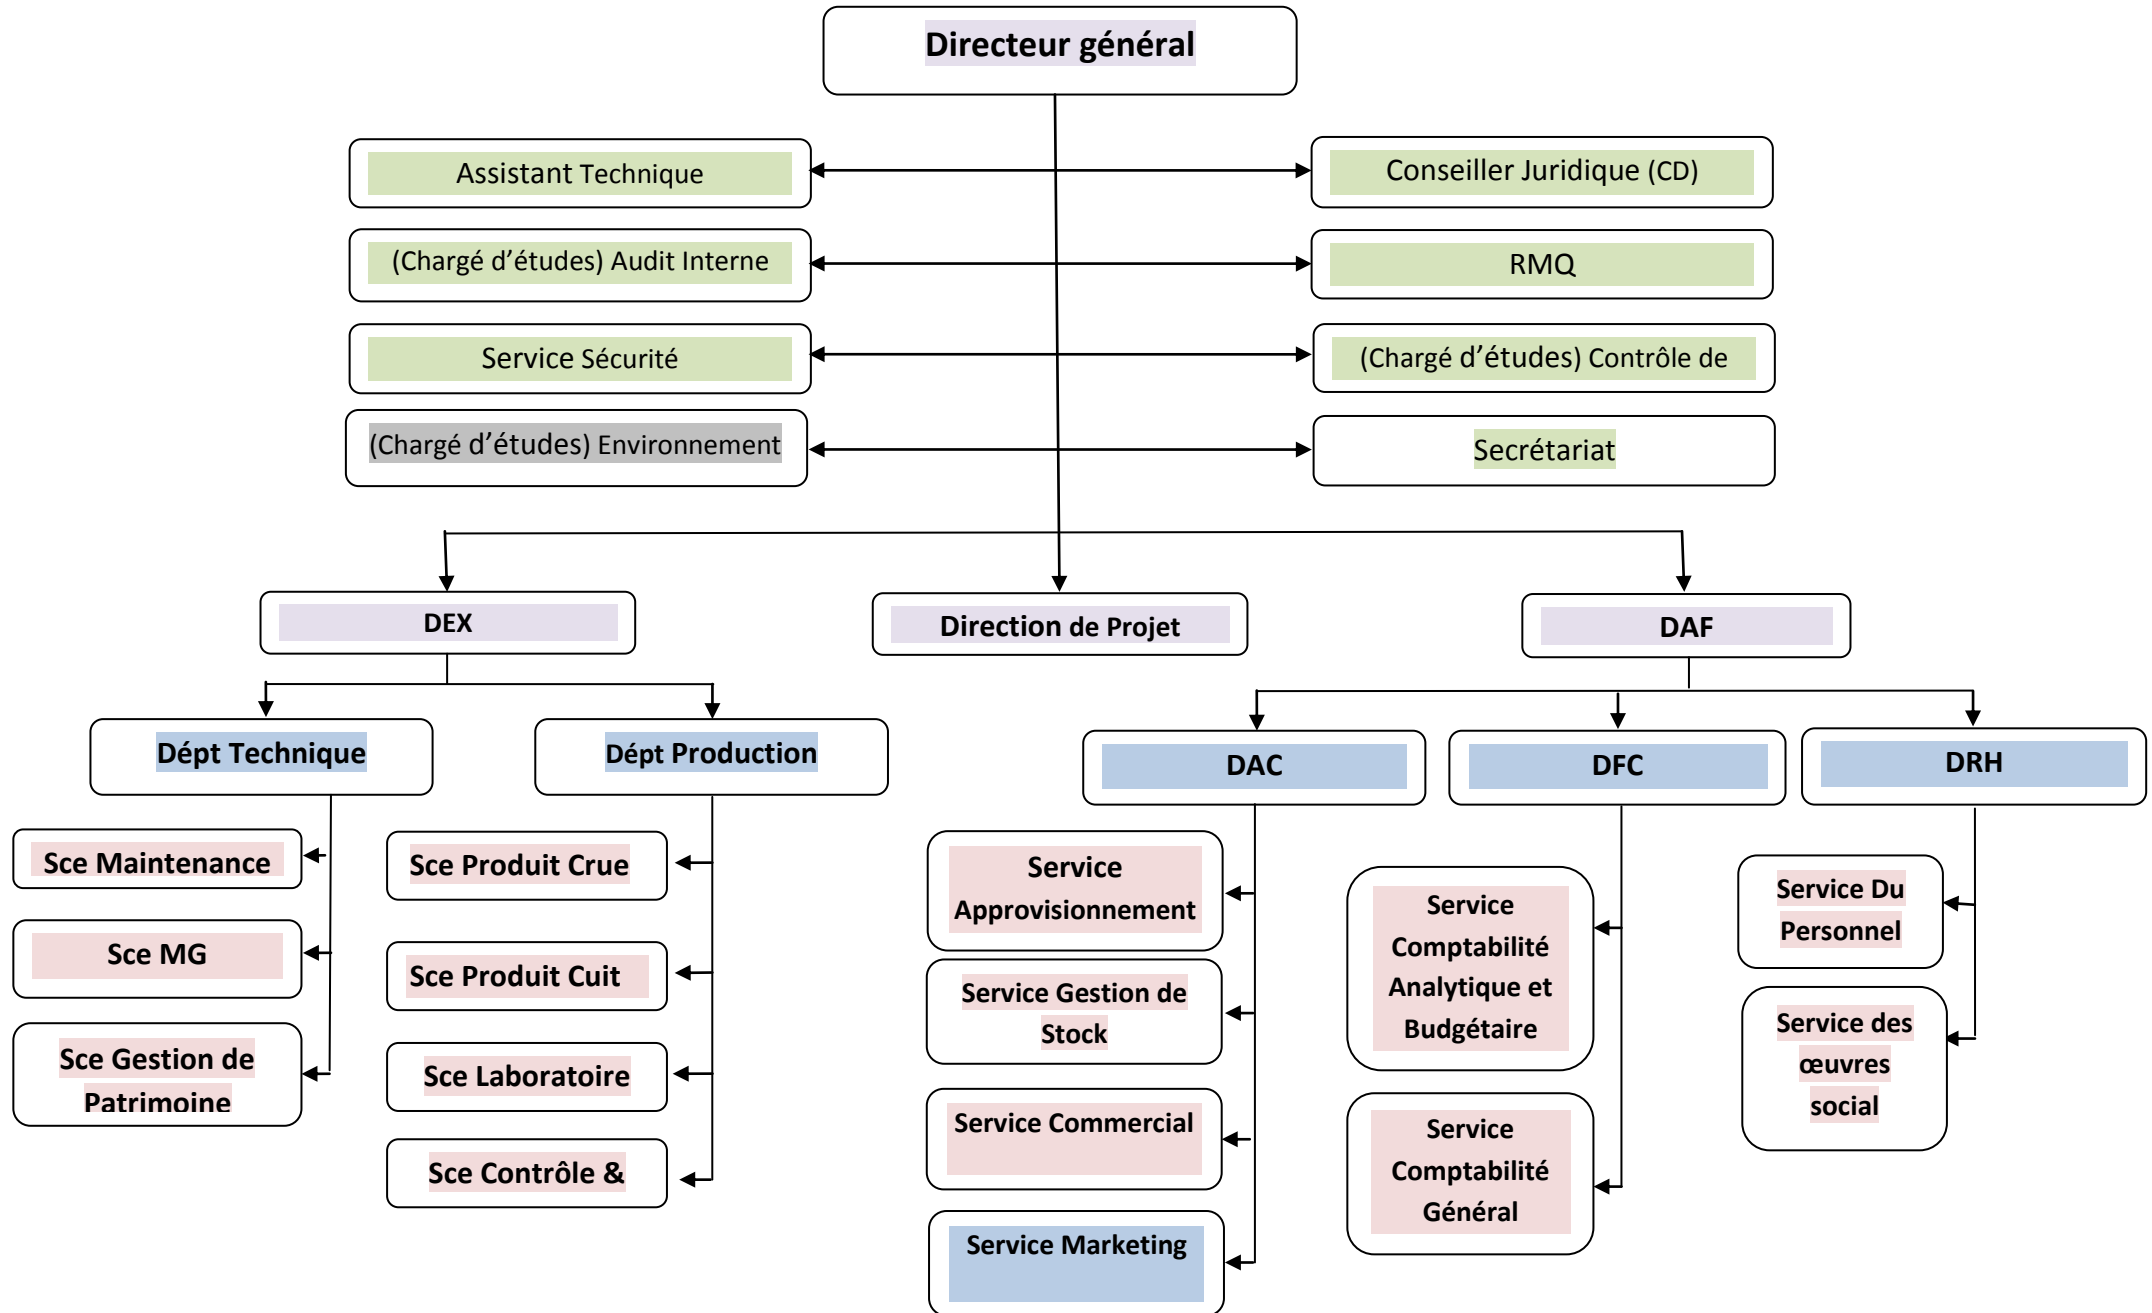 Directeur général
Assistant Technique
Conseiller Juridique (CD)
(Chargé d'études) Audit Interne
RMQ
Service Sécurité
(Chargé d'études) Contrôle de
(Chargé d'études) Environnement
Secrétariat
DEX
Direction de Projet
DAF
Dépt Technique
Dépt Production
DAC
DFC
DRH
Sce Maintenance
Sce MG
Sce Gestion de
Patrimoine
Sce Produit Crue
Sce Produit Cuit
Sce Laboratoire
Sce Contrôle &
Service
Approvisionnement
Service Gestion de
Stock
Service Commercial
Service Marketing
Service
Comptabilité
Analytique et
Budgétaire
Service
Comptabilité
Général
Service Du
Personnel
Service des
œuvres
social